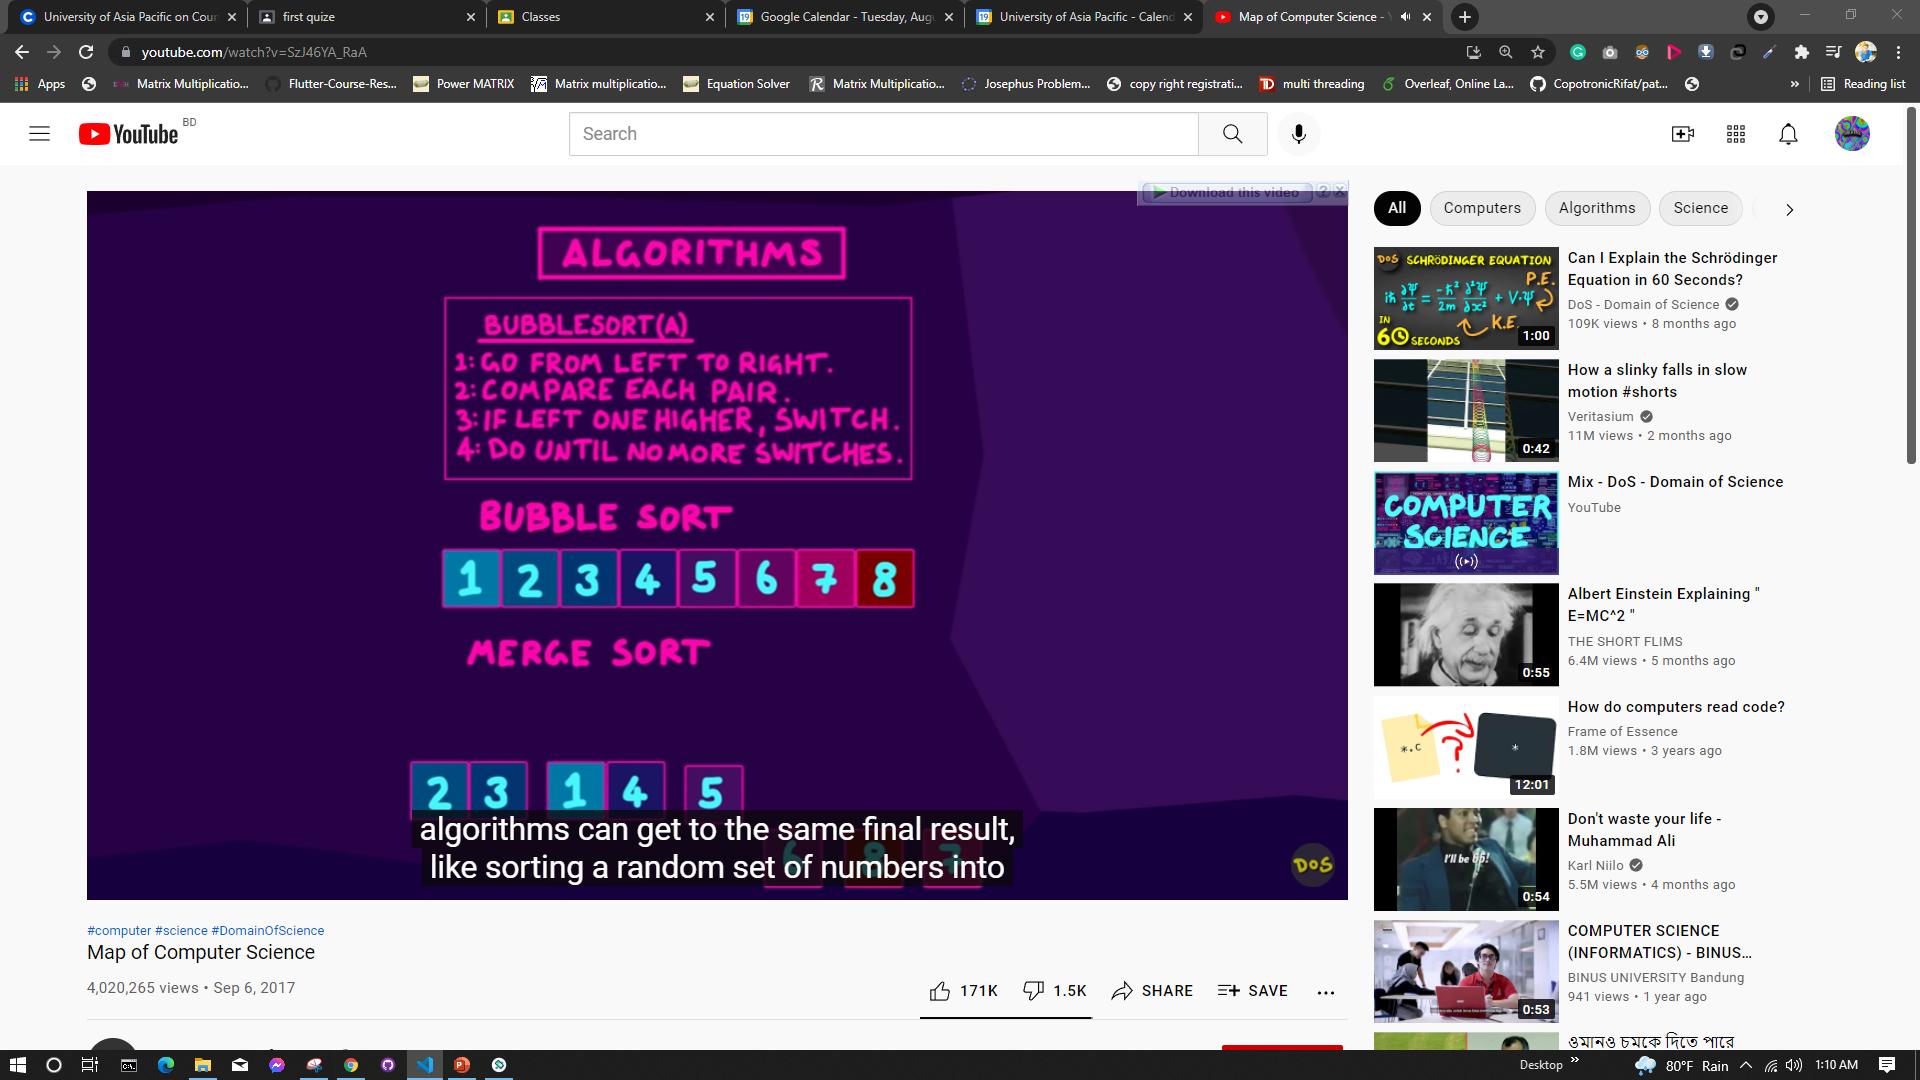 University of Asia Pacific on Cour
first quize
Classes
Google Calendar - Tuesday, Aug
University of Asia Pacific - Calend
Map of Computer Science -
youtube.com/watch?v=SzJ46YA_RaA
Apps
Matrix Multiplicatio...
Flutter-Course-Res...
Power MATRIX
Matrix multiplicatio...
Equation Solver
Matrix Multiplicatio...
Josephus Problem...
copy right registrati...
multi threading
Overleaf, Online La...
CopotronicRifat/pat...
Reading list
YouTube BD
Search
Download this video
ALGORITHMS
BUBBLESORT(A)
1: GO FROM LEFT TO RIGHT.
2: COMPARE EACH PAIR.
3: IF LEFT ONE HIGHER, SWITCH.
4: DO UNTIL NO MORE SWITCHES.
BUBBLE SORT
1 2 3 4 5 6 7 8
MERGE SORT
2 3 1 4 5
6 8 7
algorithms can get to the same final result,
like sorting a random set of numbers into
DOS
#computer #science #DomainOfScience
Map of Computer Science
4,020,265 views • Sep 6, 2017
171K 1.5K SHARE SAVE
All Computers Algorithms Science
DOS SCHRÖDINGER EQUATION
P.E.
iħ ∂Ψ/∂t = -ħ²/2m ∂²Ψ/∂x² + V·Ψ
K.E.
IN 60 SECONDS
1:00
Can I Explain the Schrödinger
Equation in 60 Seconds?
DoS - Domain of Science
109K views • 8 months ago
0:42
How a slinky falls in slow
motion #shorts
Veritasium
11M views • 2 months ago
COMPUTER
SCIENCE
Mix - DoS - Domain of Science
YouTube
0:55
Albert Einstein Explaining "
E=MC^2 "
THE SHORT FLIMS
6.4M views • 5 months ago
*.C ? *
12:01
How do computers read code?
Frame of Essence
1.8M views • 3 years ago
I'll be 65!
0:54
Don't waste your life -
Muhammad Ali
Karl Niilo
5.5M views • 4 months ago
0:53
COMPUTER SCIENCE
(INFORMATICS) - BINUS...
BINUS UNIVERSITY Bandung
941 views • 1 year ago
ওমানও চমকে দিতে পারে
Desktop
80°F Rain
1:10 AM